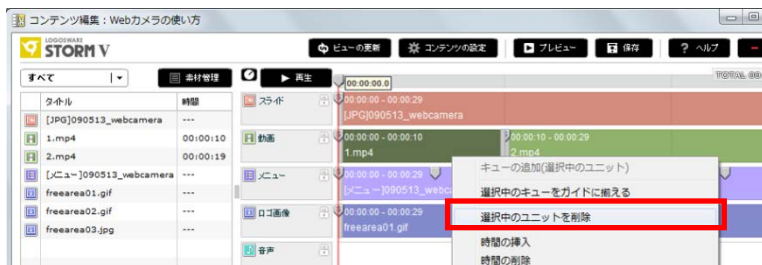 コンテンツ編集：Webカメラの使い方
LOGOSWARE
STORM V
ビューの更新
コンテンツの設定
プレビュー
保存
ヘルプ
すべて
素材管理
再生
00:00:00.0
タイトル 時間
[JPG]090513_webcamera ---
1.mp4 00:00:10
2.mp4 00:00:19
[メニュー]090513_webcamera ---
freearea01.gif ---
freearea02.gif ---
freearea03.jpg ---
スライド
00:00:00 - 00:00:29
[JPG]090513_webcamera
動画
00:00:00 - 00:00:10
1.mp4
00:00:10 - 00:00:29
2.mp4
メニュー
00:00:00 - 00:00:29
[メニュー]090513_webc
ロゴ画像
00:00:00 - 00:00:29
freearea01.gif
音声
キューの追加(選択中のユニット)
選択中のキューをガイドに揃える
選択中のユニットを削除
時間の挿入
時間の削除